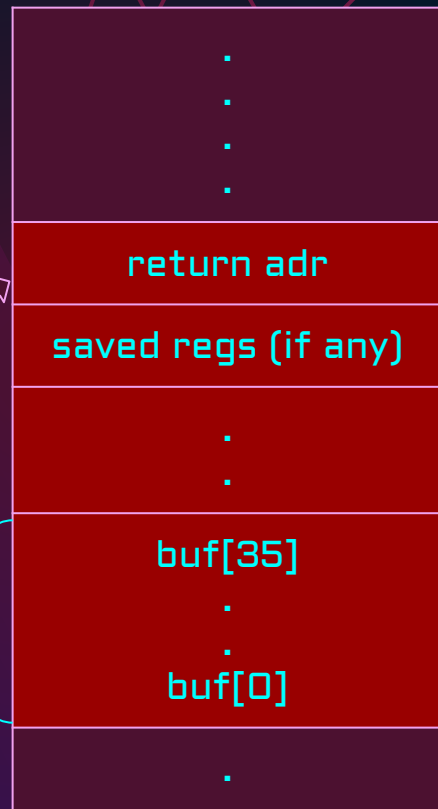 .
.
.
.
return adr
saved regs (if any)
.
.
buf[35]
.
.
buf[0]
.